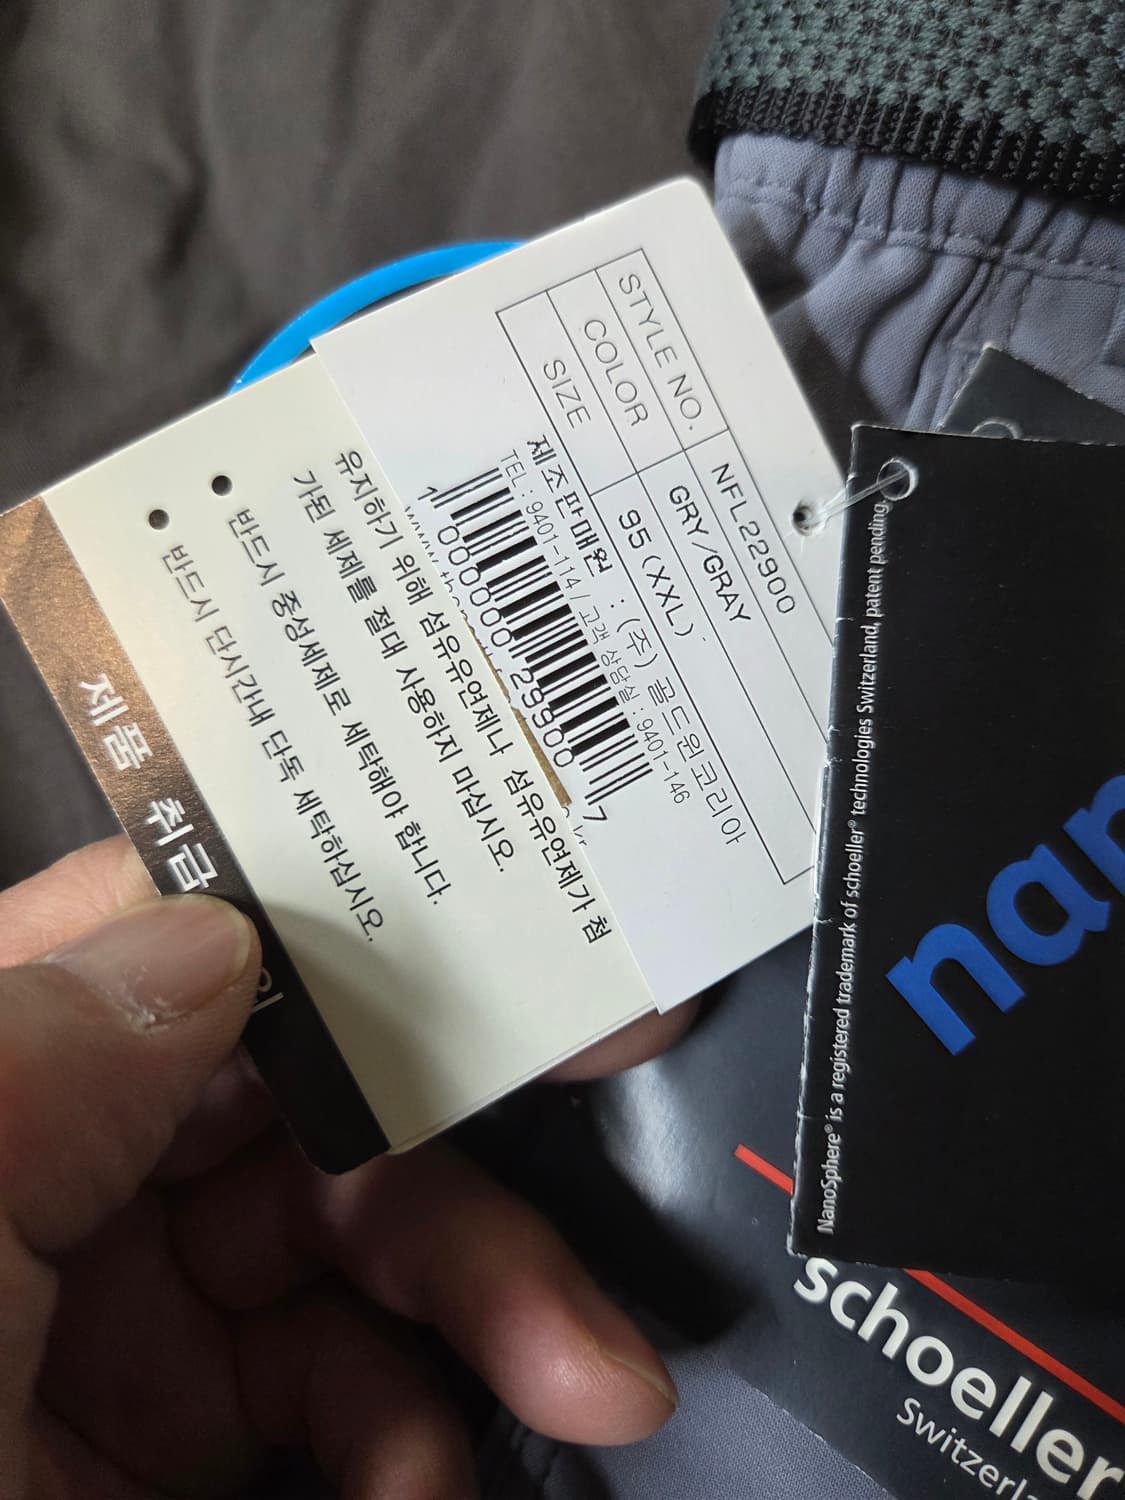 STYLE NO. NFL22900
COLOR GRY/GRAY
SIZE 95(XXL)
제조판매원 : (주)골드윈코리아
TEL : 9401-114 / 고객 상담실 : 9401-146
29900
7
유지하기 위해 섬유유연제나 섬유유연제가 첨
가된 세제를 절대 사용하지 마십시오.
● 반드시 중성세제로 세탁해야 합니다.
● 반드시 단시간내 단독 세탁하십시오.
제품 취급
NanoSphere® is a registered trademark of schoeller® technologies Switzerland, patent pending.
schoeller